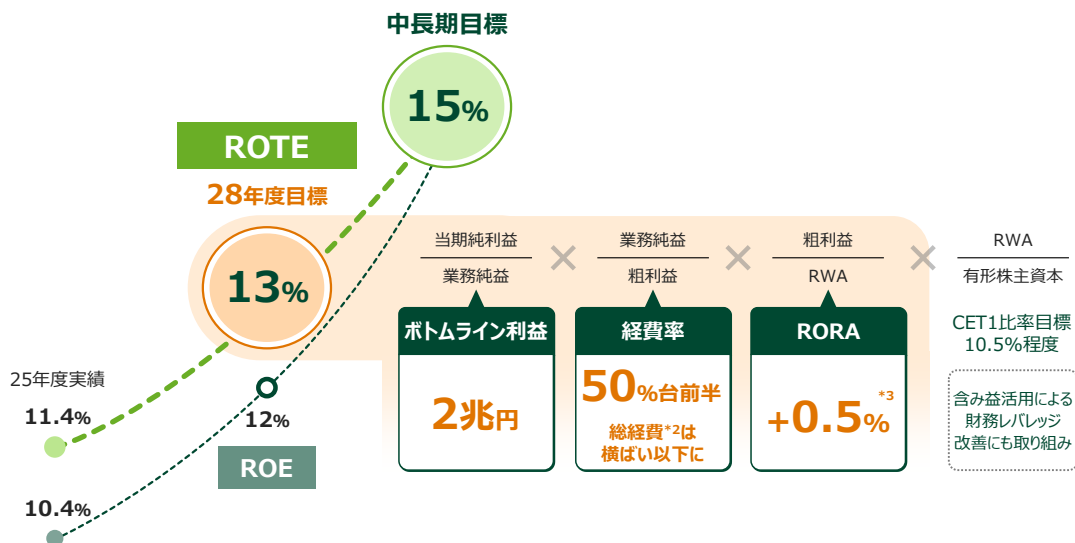 中長期目標
15%
ROTE
28年度目標
13%
25年度実績
11.4%
12%
ROE
10.4%
当期純利益
業務純益
×
業務純益
粗利益
×
粗利益
RWA
×
RWA
有形株主資本
ボトムライン利益
2兆円
経費率
50%台前半
総経費*2は
横ばい以下に
RORA
+0.5%*3
CET1比率目標
10.5%程度
含み益活用による
財務レバレッジ
改善にも取り組み